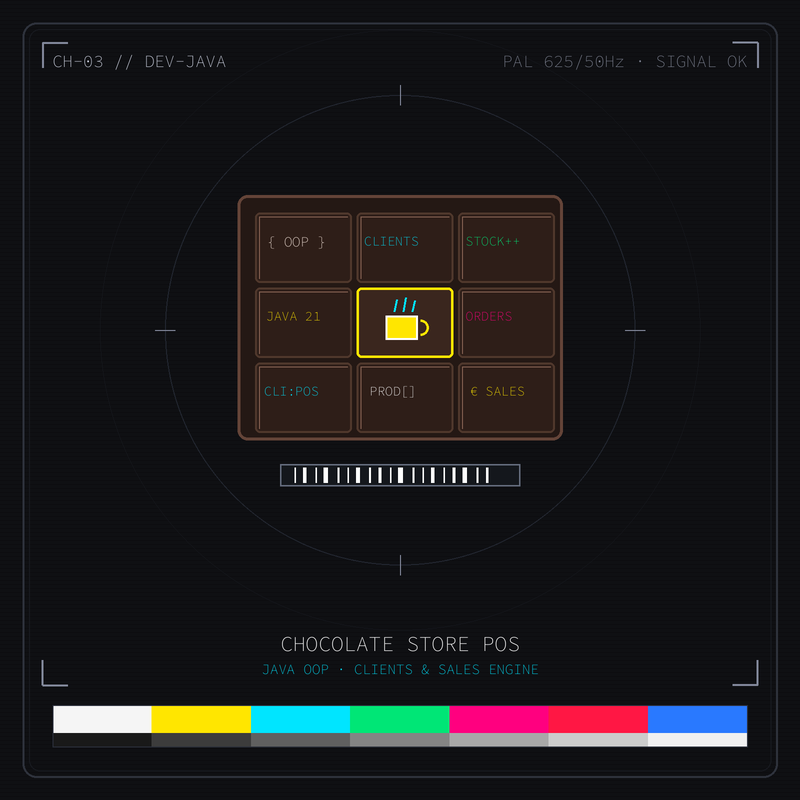 CH-03 // DEV-JAVA
PAL 625/50Hz · SIGNAL OK
{ OOP }
CLIENTS
STOCK++
JAVA 21
ORDERS
CLI:POS
PROD[]
€ SALES
CHOCOLATE STORE POS
JAVA OOP · CLIENTS & SALES ENGINE